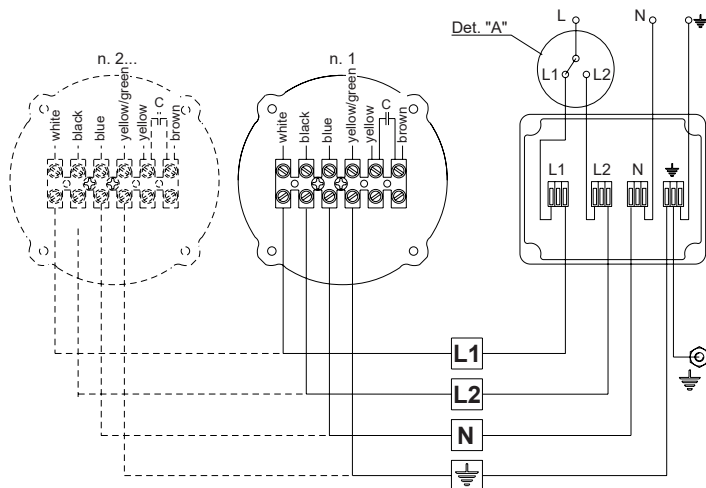 n. 2...
white
black
blue
yellow/green
yellow
C
brown
n. 1
white
black
blue
yellow/green
yellow
C
brown
Det. "A"
L
N
L1
L2
L1
L2
N
L1
L2
N